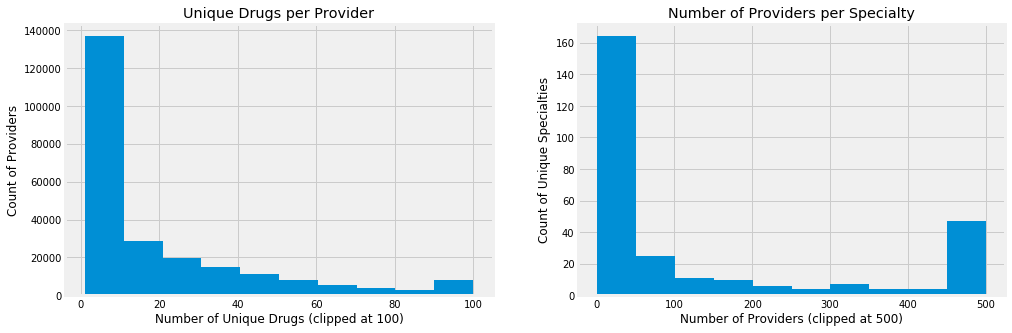 Unique Drugs per Provider
Count of Providers
140000
120000
100000
80000
60000
40000
20000
0
0 20 40 60 80 100
Number of Unique Drugs (clipped at 100)
Number of Providers per Specialty
Count of Unique Specialties
160
140
120
100
80
60
40
20
0
0 100 200 300 400 500
Number of Providers (clipped at 500)